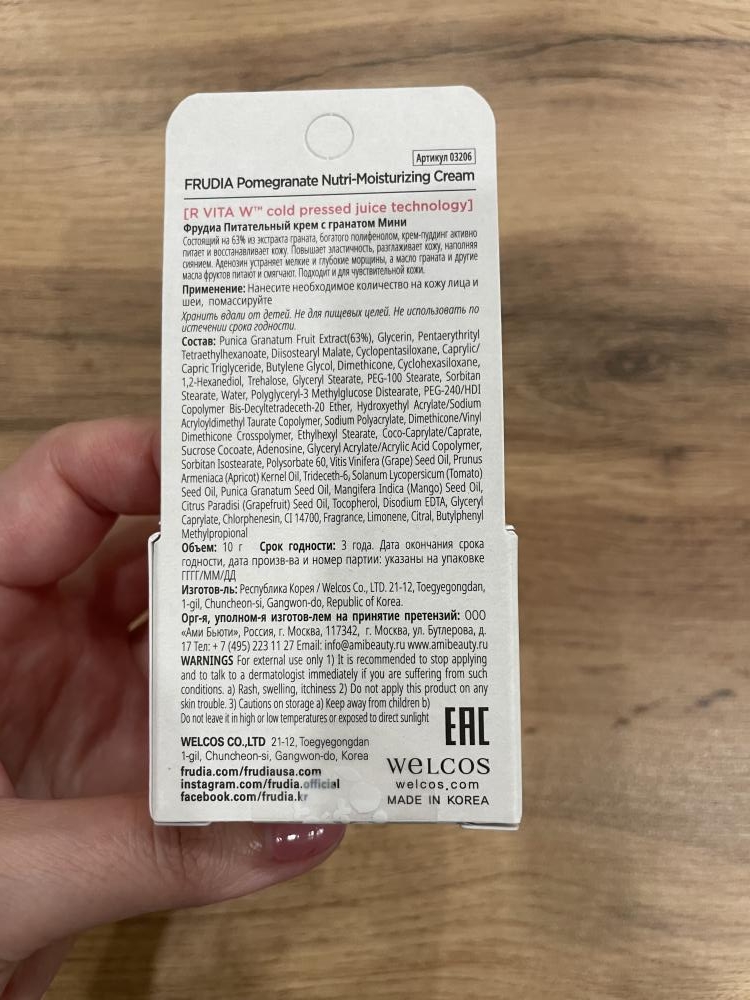 Артикул 03206
FRUDIA Pomegranate Nutri-Moisturizing Cream
[R VITA W™ cold pressed juice technology]
Фрудиа Питательный крем с гранатом Мини
Состоящий на 63% из экстракта граната, богатого полифенолом, крем-пуддинг активно
питает и восстанавливает кожу. Повышает эластичность, разглаживает кожу, наполняя
сиянием. Аденозин устраняет мелкие и глубокие морщины, а масло граната и другие
масла фруктов питают и смягчают. Подходит и для чувствительной кожи.
Применение: Нанесите необходимое количество на кожу лица и
шеи, помассируйте
Хранить вдали от детей. Не для пищевых целей. Не использовать по
истечении срока годности.
Состав: Punica Granatum Fruit Extract(63%), Glycerin, Pentaerythrityl
Tetraethylhexanoate, Diisostearyl Malate, Cyclopentasiloxane, Caprylic/
Capric Triglyceride, Butylene Glycol, Dimethicone, Cyclohexasiloxane,
1,2-Hexanediol, Trehalose, Glyceryl Stearate, PEG-100 Stearate, Sorbitan
Stearate, Water, Polyglyceryl-3 Methylglucose Distearate, PEG-240/HDI
Copolymer Bis-Decyltetradeceth-20 Ether, Hydroxyethyl Acrylate/Sodium
Acryloyldimethyl Taurate Copolymer, Sodium Polyacrylate, Dimethicone/Vinyl
Dimethicone Crosspolymer, Ethylhexyl Stearate, Coco-Caprylate/Caprate,
Sucrose Cocoate, Adenosine, Glyceryl Acrylate/Acrylic Acid Copolymer,
Sorbitan Isostearate, Polysorbate 60, Vitis Vinifera (Grape) Seed Oil, Prunus
Armeniaca (Apricot) Kernel Oil, Trideceth-6, Solanum Lycopersicum (Tomato)
Seed Oil, Punica Granatum Seed Oil, Mangifera Indica (Mango) Seed Oil,
Citrus Paradisi (Grapefruit) Seed Oil, Tocopherol, Disodium EDTA, Glyceryl
Caprylate, Chlorphenesin, CI 14700, Fragrance, Limonene, Citral, Butylphenyl
Methylpropional
Объем: 10 г Срок годности: 3 года. Дата окончания срока
годности, дата произв-ва и номер партии: указаны на упаковке
ГГГГ/ММ/ДД
Изготов-ль: Республика Корея / Welcos Co., LTD. 21-12, Toegyegongdan,
1-gil, Chuncheon-si, Gangwon-do, Republic of Korea.
Орг-я, уполном-я изготов-лем на принятие претензий: ООО
«Ами Бьюти», Россия, г. Москва, 117342, г. Москва, ул. Бутлерова, д.
17 Тел: + 7 (495) 223 11 27 Email: info@amibeauty.ru www.amibeauty.ru
WARNINGS For external use only 1) It is recommended to stop applying
and to talk to a dermatologist immediately if you are suffering from such
conditions. a) Rash, swelling, itchiness 2) Do not apply this product on any
skin trouble. 3) Cautions on storage a) Keep away from children b)
Do not leave it in high or low temperatures or exposed to direct sunlight
EAC
WELCOS CO.,LTD 21-12, Toegyegongdan
1-gil, Chuncheon-si, Gangwon-do, Korea
frudia.com/frudiausa.com
instagram.com/frudia.official
facebook.com/frudia.kr
WELCOS
welcos.com
MADE IN KOREA